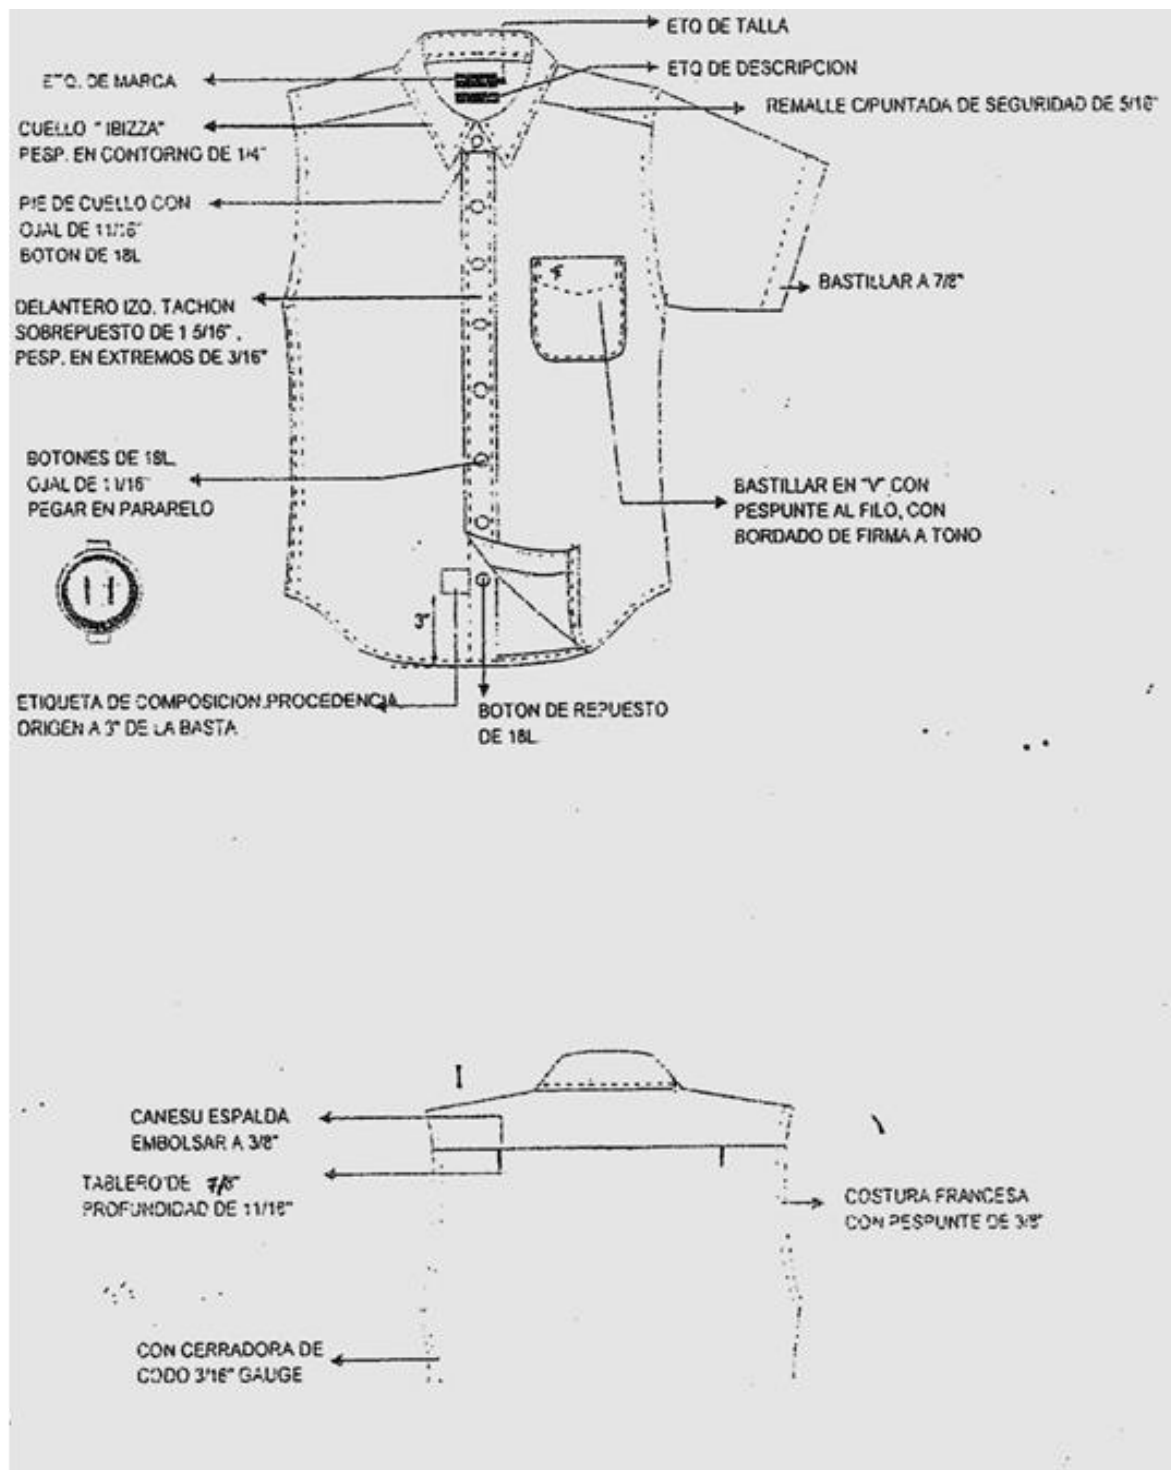 ETQ DE TALLA
ETQ. DE MARCA
ETQ DE DESCRIPCION
REMALLE C/PUNTADA DE SEGURIDAD DE 5/16"
CUELLO " IBIZZA"
PESP. EN CONTORNO DE 1/4"
PIE DE CUELLO CON
OJAL DE 11/16"
BOTON DE 18L
BASTILLAR A 7/8"
DELANTERO IZQ. TACHON
SOBREPUESTO DE 1 5/16" ,
PESP. EN EXTREMOS DE 3/16"
BOTONES DE 18L.
OJAL DE 11/16"
PEGAR EN PARARELO
BASTILLAR EN "V" CON
PESPUNTE AL FILO, CON
BORDADO DE FIRMA A TONO
3"
ETIQUETA DE COMPOSICION,PROCEDENCIA,
ORIGEN A 3" DE LA BASTA
BOTON DE REPUESTO
DE 18L.
CANESU ESPALDA
EMBOLSAR A 3/8"
TABLERO DE 7/8"
PROFUNDIDAD DE 11/16"
COSTURA FRANCESA
CON PESPUNTE DE 3/8"
CON CERRADORA DE
CODO 3/16" GAUGE